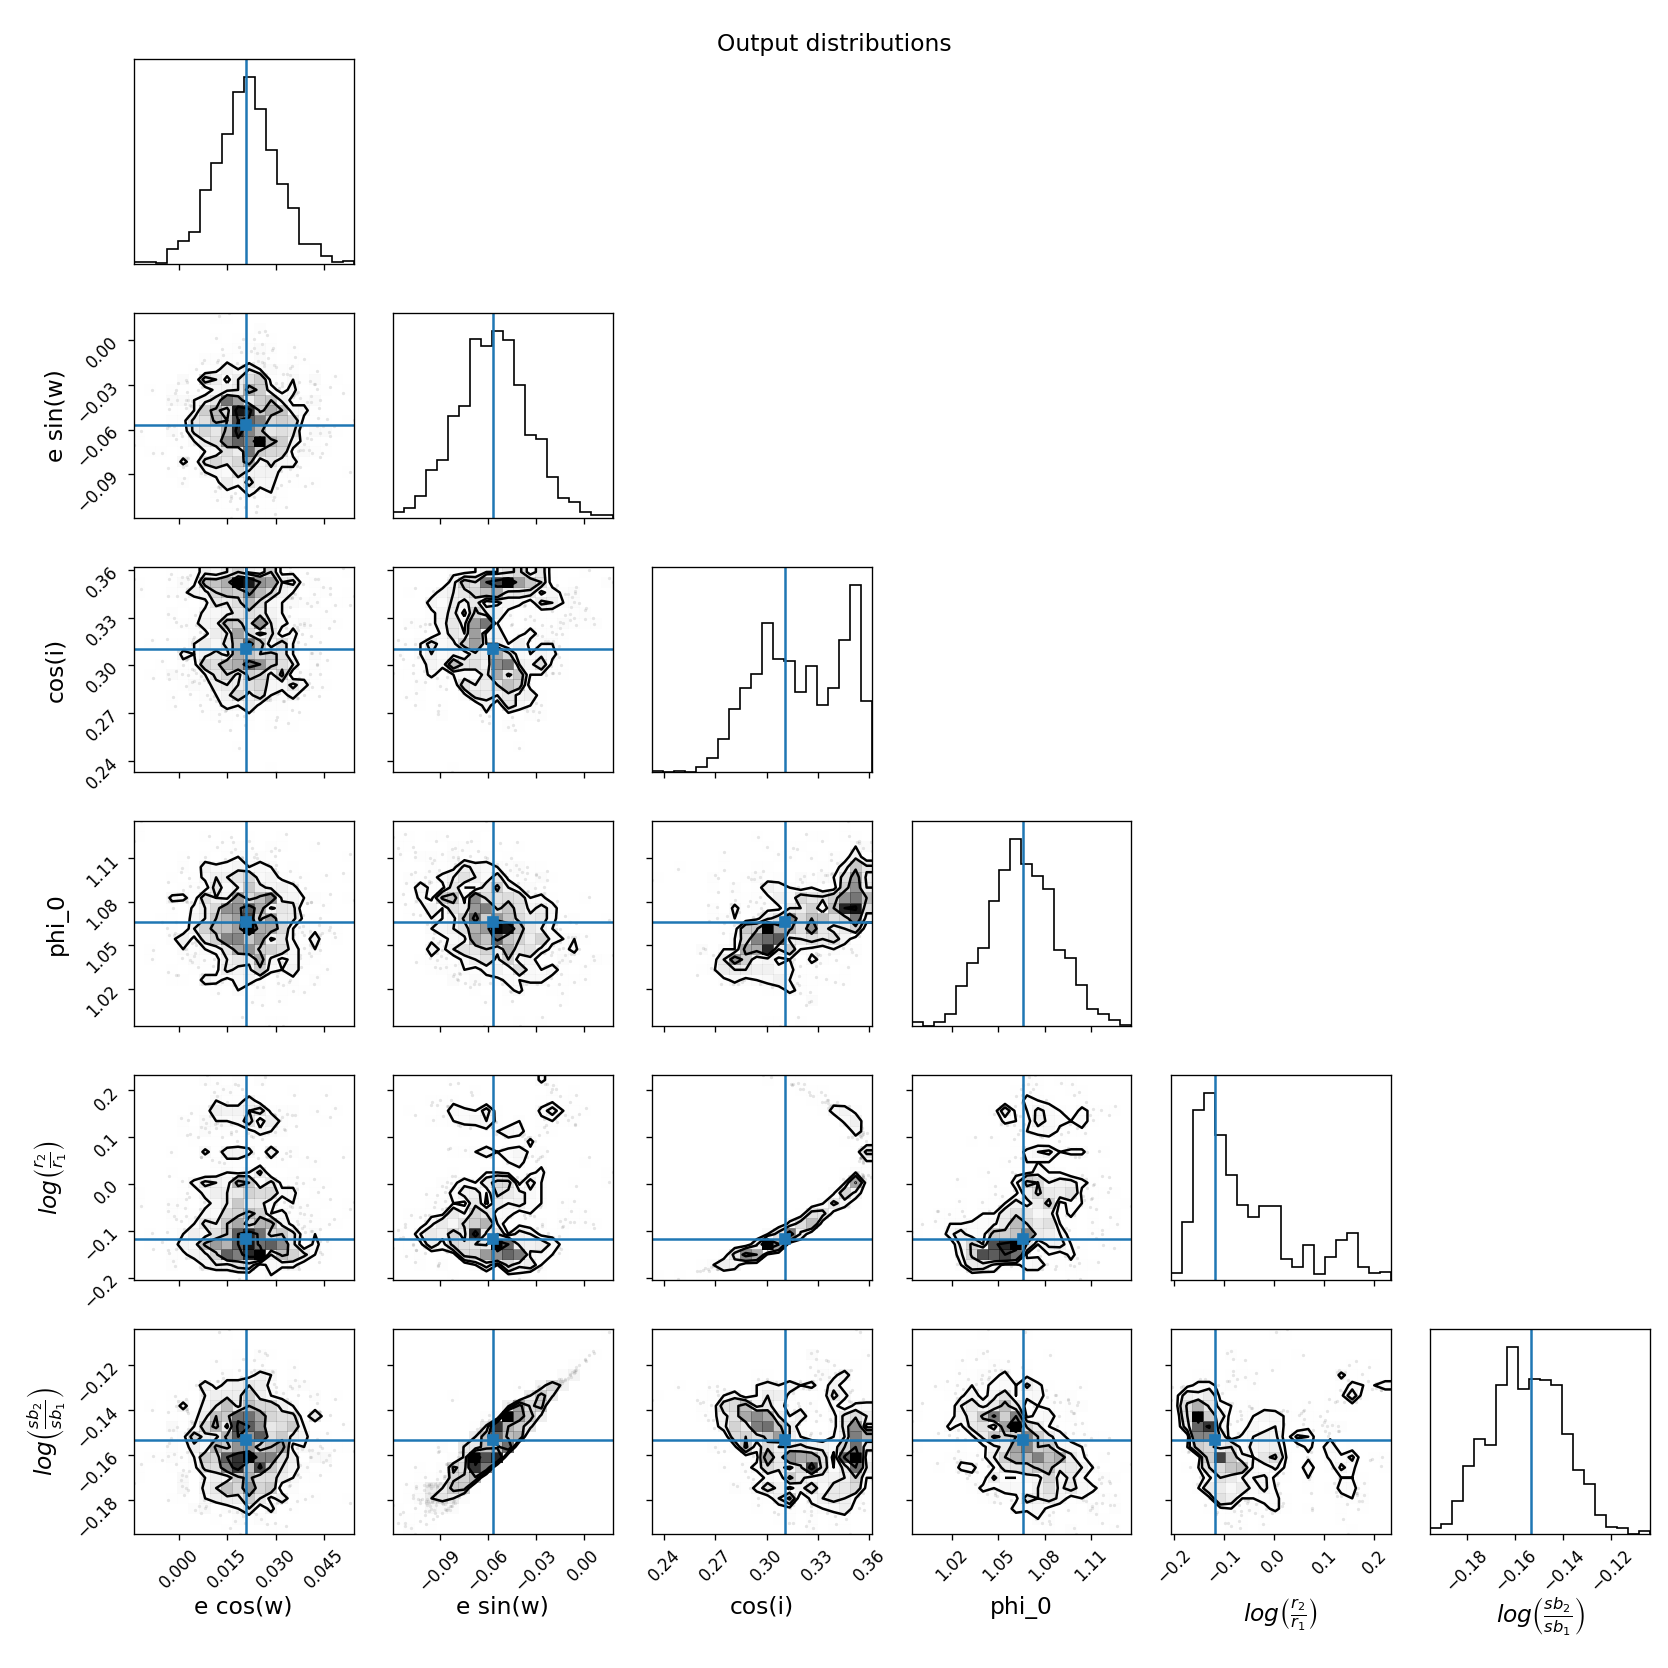 Output distributions
0.00
−0.03
−0.06
−0.09
e sin(w)
0.36
0.33
0.30
0.27
0.24
cos(i)
1.11
1.08
1.05
1.02
phi_0
0.2
0.1
0.0
−0.1
−0.2
log(r₂/r₁)
−0.12
−0.14
−0.16
−0.18
log(sb₂/sb₁)
0.000 0.015 0.030 0.045 −0.09 −0.06 −0.03 0.00 0.24 0.27 0.30 0.33 0.36 1.02 1.05 1.08 1.11 −0.2 −0.1 0.0 0.1 0.2 −0.18 −0.16 −0.14 −0.12
e cos(w) e sin(w) cos(i) phi_0 log(r₂/r₁) log(sb₂/sb₁)